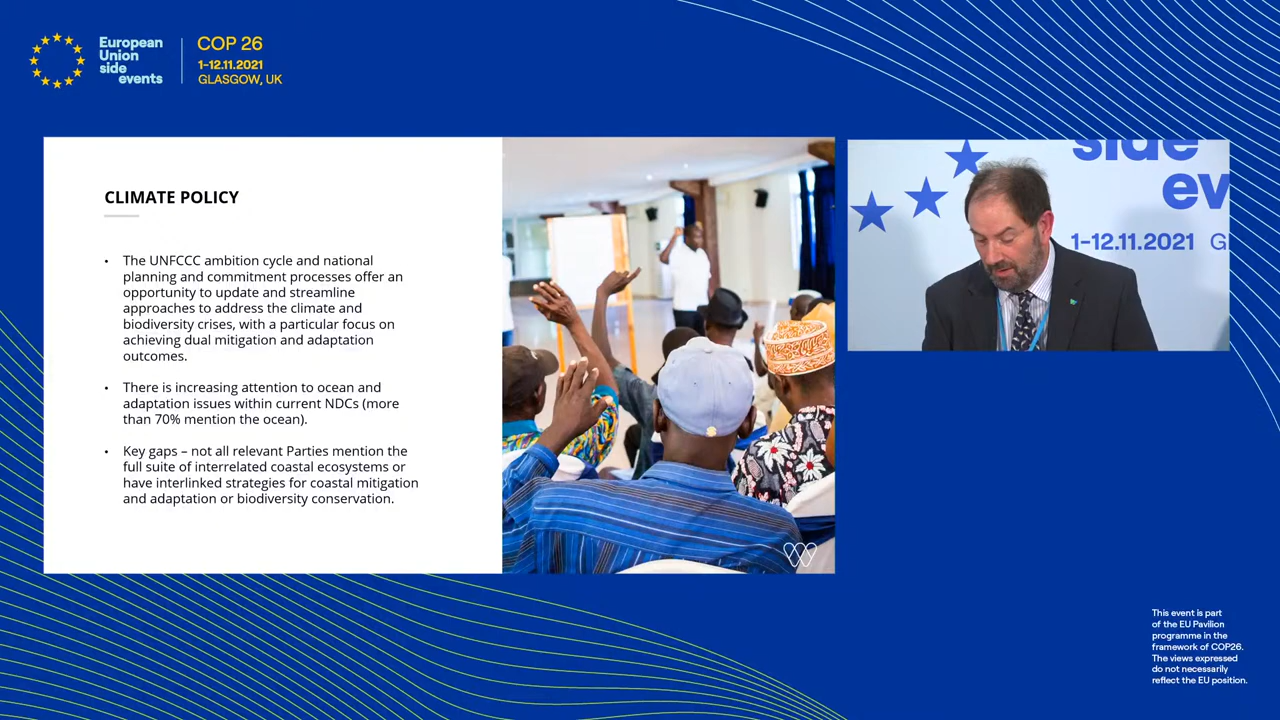 European
Union
side
events
COP 26
1-12.11.2021
GLASGOW, UK
CLIMATE POLICY
• The UNFCCC ambition cycle and national
planning and commitment processes offer an
opportunity to update and streamline
approaches to address the climate and
biodiversity crises, with a particular focus on
achieving dual mitigation and adaptation
outcomes.
• There is increasing attention to ocean and
adaptation issues within current NDCs (more
than 70% mention the ocean).
• Key gaps – not all relevant Parties mention the
full suite of interrelated coastal ecosystems or
have interlinked strategies for coastal mitigation
and adaptation or biodiversity conservation.
side
ev
1-12.11.2021 G
This event is part
of the EU Pavilion
programme in the
framework of COP26.
The views expressed
do not necessarily
reflect the EU position.